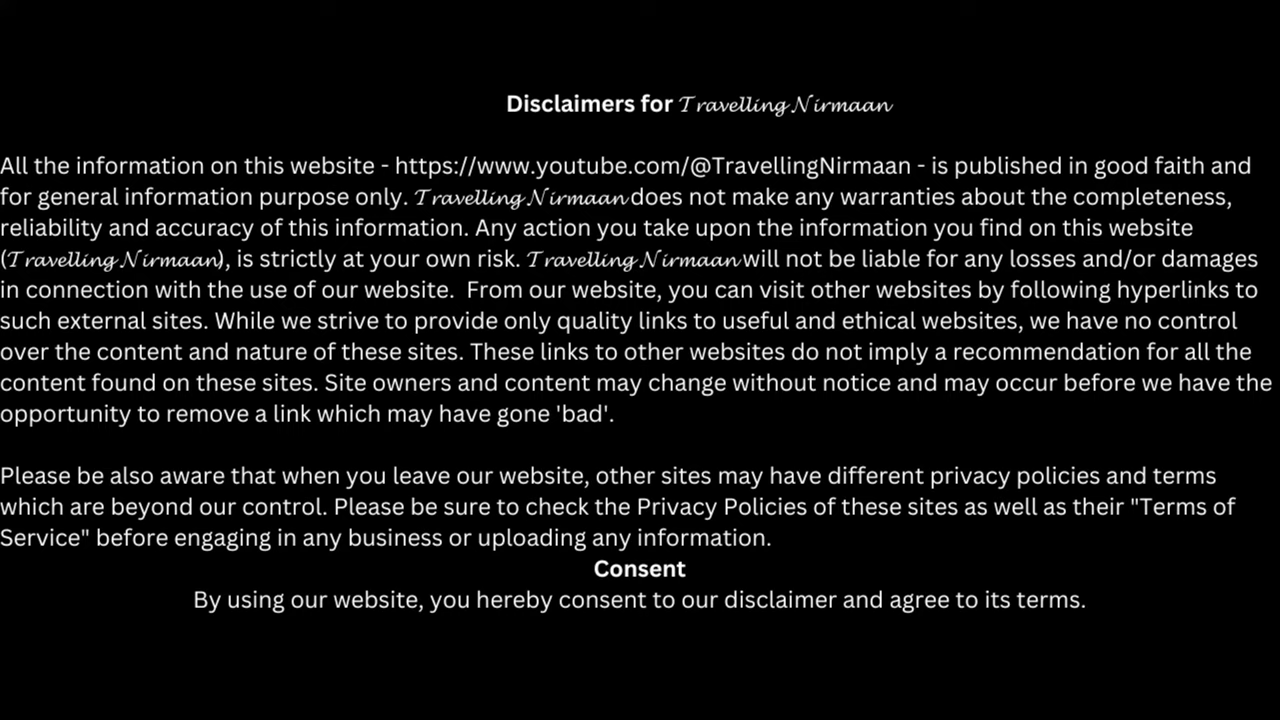 Disclaimers for 𝓣𝓻𝓪𝓿𝓮𝓵𝓵𝓲𝓷𝓰 𝓝𝓲𝓻𝓶𝓪𝓪𝓷
All the information on this website - https://www.youtube.com/@TravellingNirmaan - is published in good faith and
for general information purpose only. 𝓣𝓻𝓪𝓿𝓮𝓵𝓵𝓲𝓷𝓰 𝓝𝓲𝓻𝓶𝓪𝓪𝓷 does not make any warranties about the completeness,
reliability and accuracy of this information. Any action you take upon the information you find on this website
(𝓣𝓻𝓪𝓿𝓮𝓵𝓵𝓲𝓷𝓰 𝓝𝓲𝓻𝓶𝓪𝓪𝓷), is strictly at your own risk. 𝓣𝓻𝓪𝓿𝓮𝓵𝓵𝓲𝓷𝓰 𝓝𝓲𝓻𝓶𝓪𝓪𝓷 will not be liable for any losses and/or damages
in connection with the use of our website.  From our website, you can visit other websites by following hyperlinks to
such external sites. While we strive to provide only quality links to useful and ethical websites, we have no control
over the content and nature of these sites. These links to other websites do not imply a recommendation for all the
content found on these sites. Site owners and content may change without notice and may occur before we have the
opportunity to remove a link which may have gone 'bad'.
Please be also aware that when you leave our website, other sites may have different privacy policies and terms
which are beyond our control. Please be sure to check the Privacy Policies of these sites as well as their "Terms of
Service" before engaging in any business or uploading any information.
Consent
By using our website, you hereby consent to our disclaimer and agree to its terms.